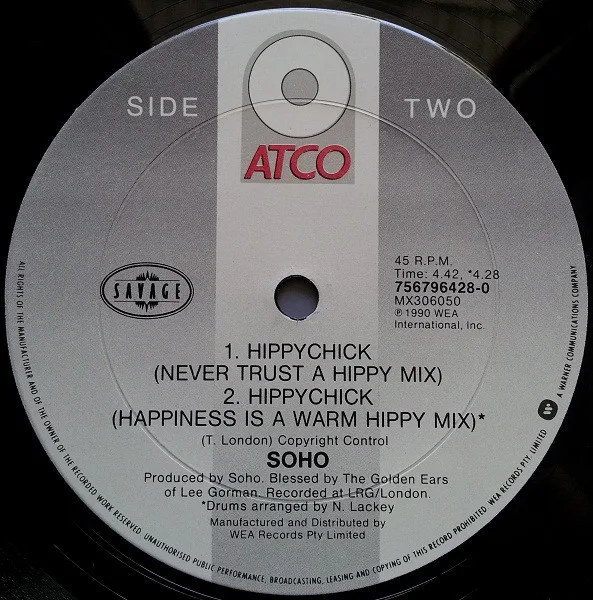 SIDE TWO
ATCO
SAVAGE
45 R.P.M.
Time: 4.42, *4.28
756796428-0
MX306050
℗ 1990 WEA
International, Inc.
1. HIPPYCHICK
(NEVER TRUST A HIPPY MIX)
2. HIPPYCHICK
(HAPPINESS IS A WARM HIPPY MIX)*
(T. London) Copyright Control
SOHO
Produced by Soho. Blessed by The Golden Ears
of Lee Gorman. Recorded at LRG/London.
*Drums arranged by N. Lackey
Manufactured and Distributed by
WEA Records Pty Limited
ALL RIGHTS OF THE MANUFACTURER AND OF THE OWNER OF THE RECORDED WORK RESERVED. UNAUTHORISED PUBLIC PERFORMANCE, BROADCASTING, LEASING AND COPYING OF THIS RECORD PROHIBITED. WEA RECORDS PTY. LIMITED
A WARNER COMMUNICATIONS COMPANY